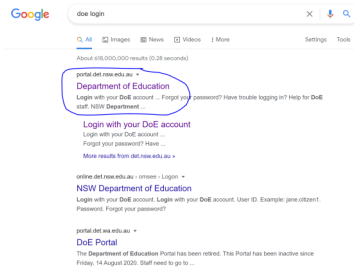 Google
doe login
All Images News Videos More Settings Tools
About 618,000,000 results (0.28 seconds)
portal.det.nsw.edu.au
Department of Education
Login with your DoE account ... Forgot your password? Have trouble logging in? Help for DoE
staff. NSW Department ...
Login with your DoE account
Login with your DoE account ...
Forgot your password? Have ...
More results from det.nsw.edu.au »
online.det.nsw.edu.au › omsee › Logon
NSW Department of Education
Login with your DoE account. Login with your DoE account. User ID. Example: jane.citizen1.
Password. Forgot your password?
portal.det.wa.edu.au
DoE Portal
The Department of Education Portal has been retired. This Portal has been inactive since
Friday, 14 August 2020. Staff need to go to ...